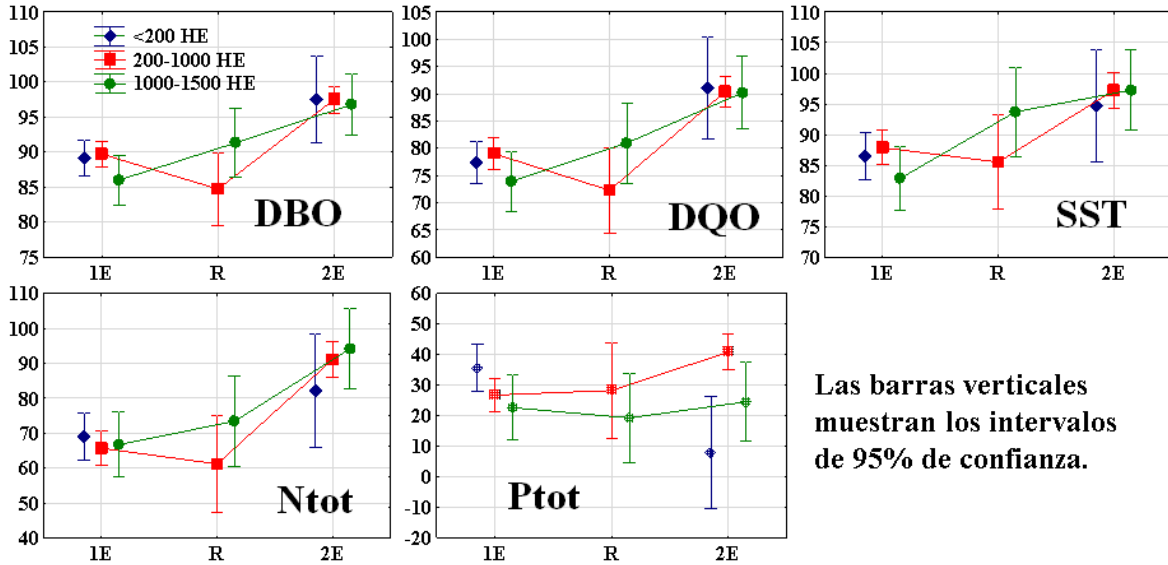 110
105
100
95
90
85
80
75
<200 HE
200-1000 HE
1000-1500 HE
DBO
1E R 2E
105
100
95
90
85
80
75
70
65
60
DQO
1E R 2E
110
105
100
95
90
85
80
75
70
SST
1E R 2E
110
100
90
80
70
60
50
40
Ntot
1E R 2E
60
50
40
30
20
10
0
-10
-20
Ptot
1E R 2E
Las barras verticales
muestran los intervalos
de 95% de confianza.